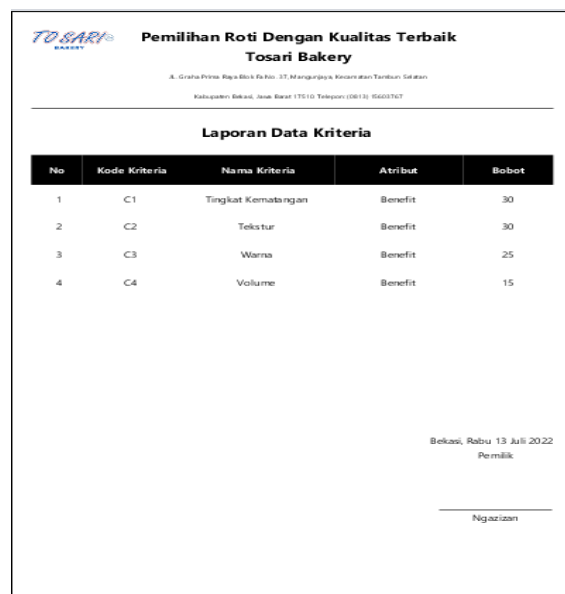 TOSARI
BAKERY
Pemilihan Roti Dengan Kualitas Terbaik
Tosari Bakery
JL. Graha Prima Raya Blok Fa No. 37, Mangunjaya, Kecamatan Tambun Selatan
Kabupaten Bekasi, Jawa Barat 17510 Telepon: (0813) 15603767
Laporan Data Kriteria
No Kode Kriteria Nama Kriteria Atribut Bobot
1 C1 Tingkat Kematangan Benefit 30
2 C2 Tekstur Benefit 30
3 C3 Warna Benefit 25
4 C4 Volume Benefit 15
Bekasi, Rabu 13 Juli 2022
Pemilik
Ngazizan